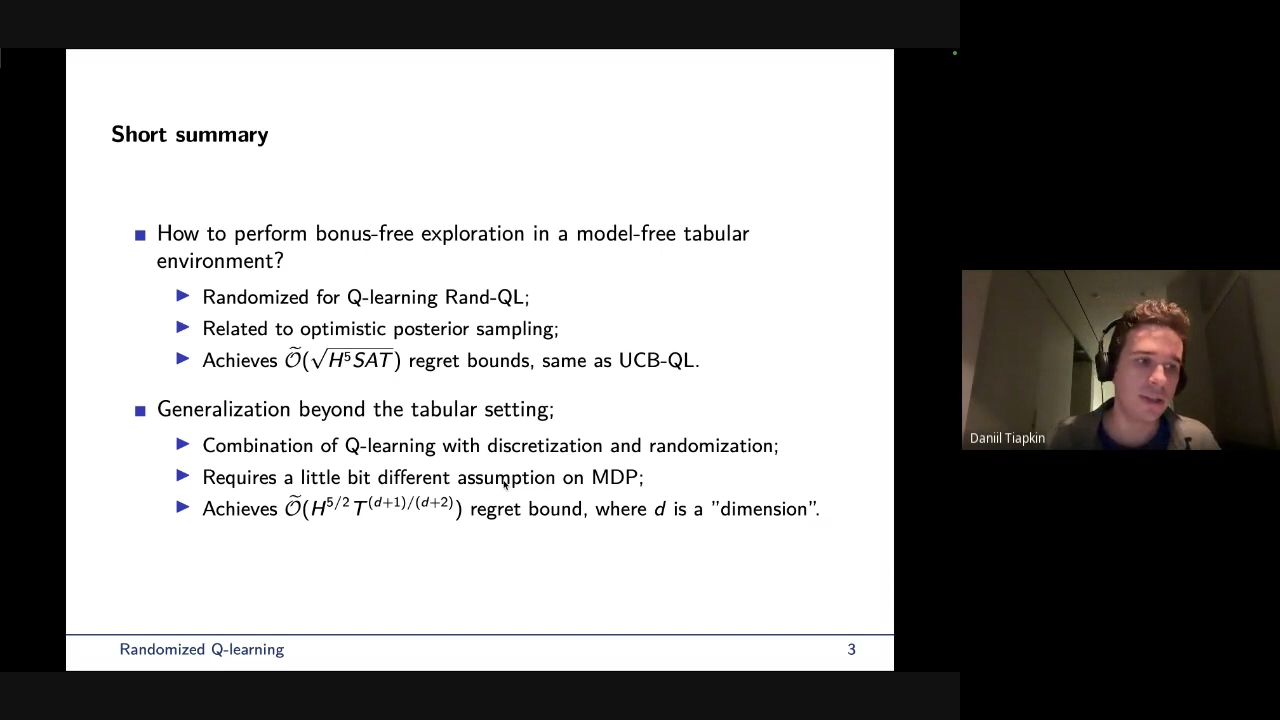 Short summary
How to perform bonus-free exploration in a model-free tabular
environment?
Randomized for Q-learning Rand-QL;
Related to optimistic posterior sampling;
Achieves Õ(√H⁵SAT) regret bounds, same as UCB-QL.
Generalization beyond the tabular setting;
Combination of Q-learning with discretization and randomization;
Requires a little bit different assumption on MDP;
Achieves Õ(H^{5/2}T^{(d+1)/(d+2)}) regret bound, where d is a "dimension".
Randomized Q-learning 3
Daniil Tiapkin